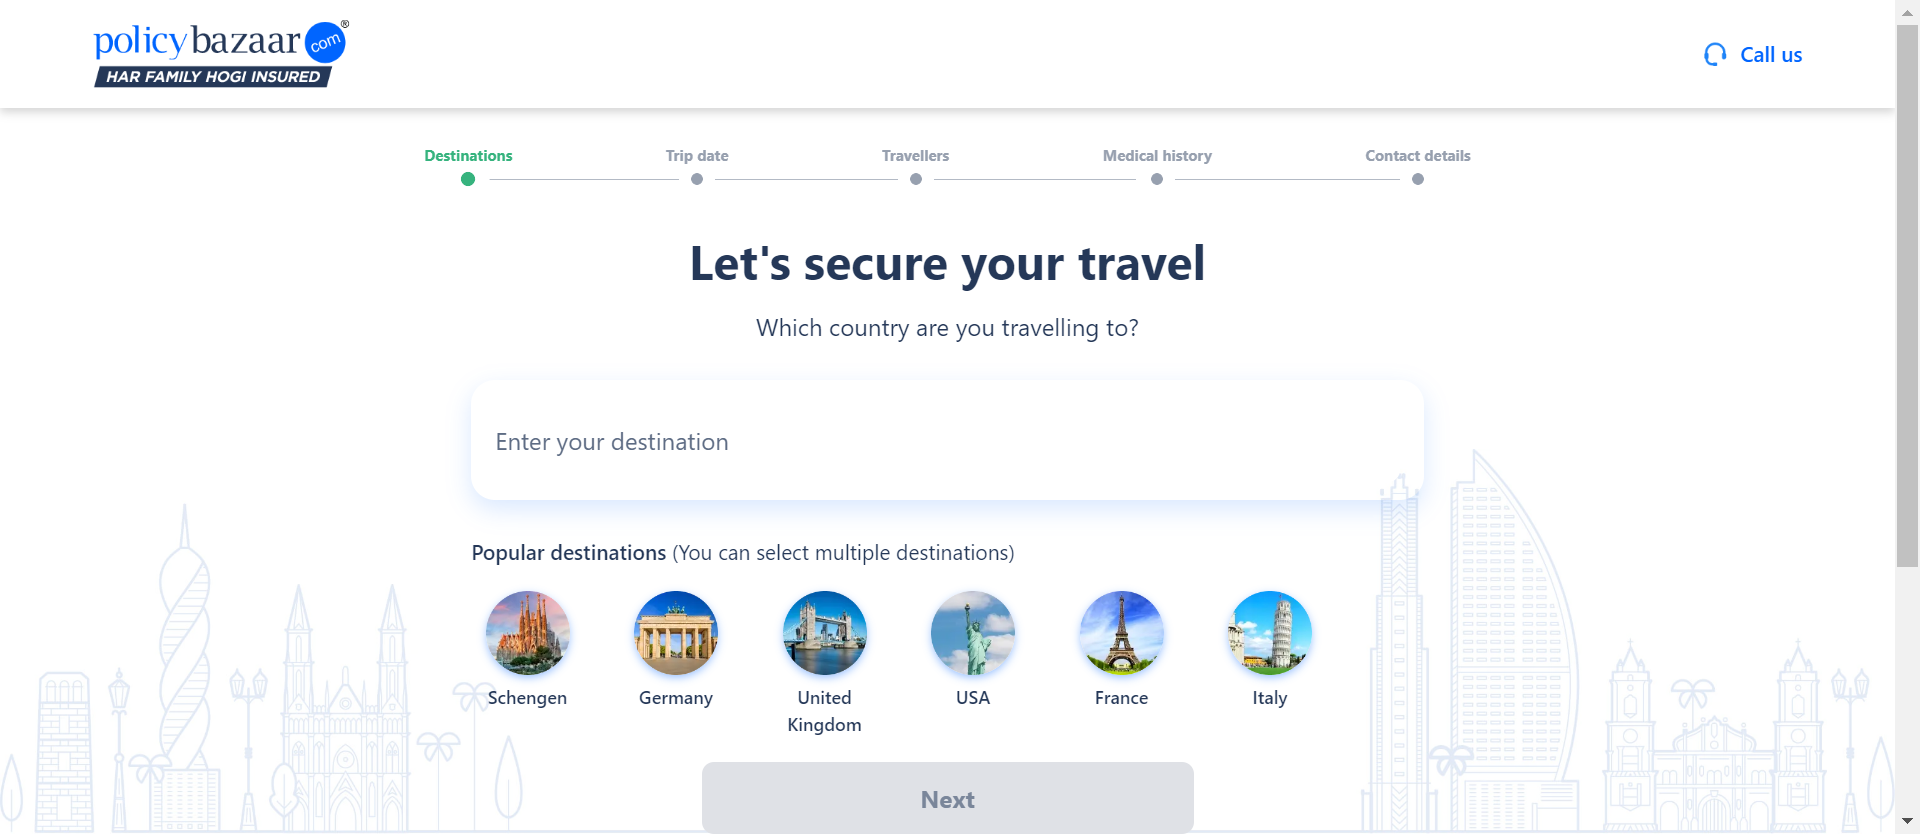 policybazaar com ®
HAR FAMILY HOGI INSURED
Call us
Destinations
Trip date
Travellers
Medical history
Contact details
Let's secure your travel
Which country are you travelling to?
Enter your destination
Popular destinations (You can select multiple destinations)
Schengen
Germany
United
Kingdom
USA
France
Italy
Next